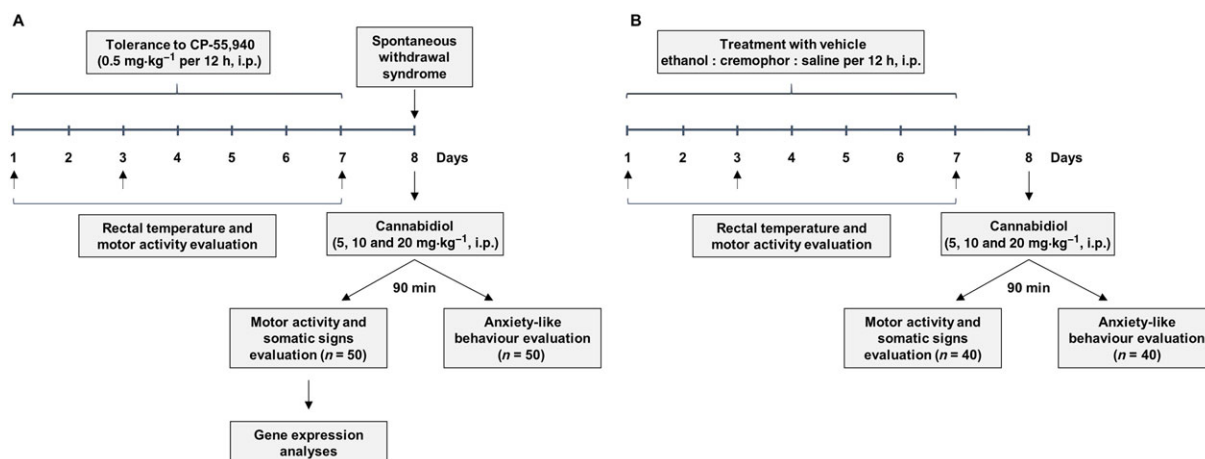 A
Tolerance to CP-55,940
(0.5 mg·kg⁻¹ per 12 h, i.p.)
Spontaneous
withdrawal
syndrome
1 2 3 4 5 6 7 8 Days
Rectal temperature and
motor activity evaluation
Cannabidiol
(5, 10 and 20 mg·kg⁻¹, i.p.)
90 min
Motor activity and
somatic signs
evaluation (n = 50)
Anxiety-like
behaviour evaluation
(n = 50)
Gene expression
analyses
B
Treatment with vehicle
ethanol : cremophor : saline per 12 h, i.p.
1 2 3 4 5 6 7 8 Days
Rectal temperature and
motor activity evaluation
Cannabidiol
(5, 10 and 20 mg·kg⁻¹, i.p.)
90 min
Motor activity and
somatic signs
evaluation (n = 40)
Anxiety-like
behaviour evaluation
(n = 40)